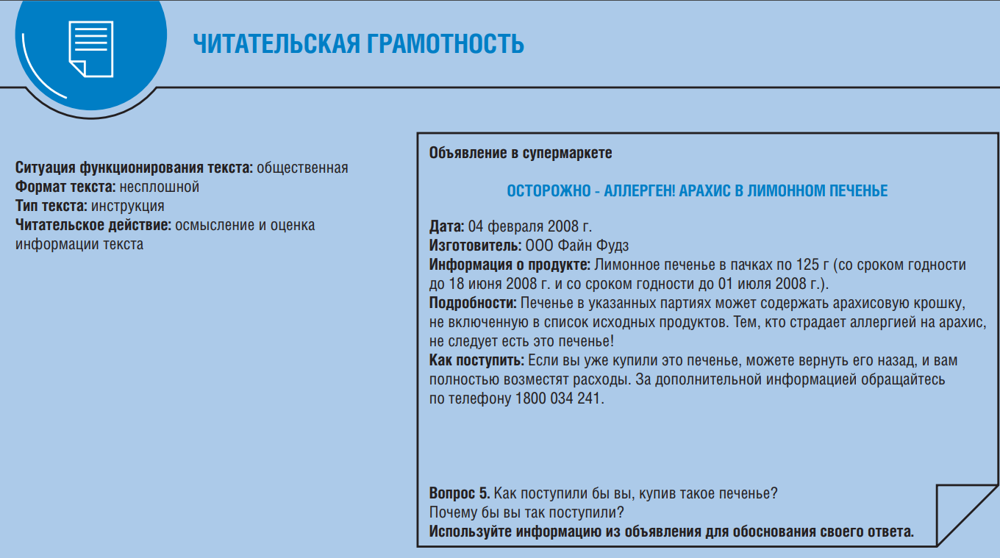 ЧИТАТЕЛЬСКАЯ ГРАМОТНОСТЬ
Ситуация функционирования текста: общественная
Формат текста: несплошной
Тип текста: инструкция
Читательское действие: осмысление и оценка
информации текста
Объявление в супермаркете
ОСТОРОЖНО - АЛЛЕРГЕН! АРАХИС В ЛИМОННОМ ПЕЧЕНЬЕ
Дата: 04 февраля 2008 г.
Изготовитель: ООО Файн Фудз
Информация о продукте: Лимонное печенье в пачках по 125 г (со сроком годности
до 18 июня 2008 г. и со сроком годности до 01 июля 2008 г.).
Подробности: Печенье в указанных партиях может содержать арахисовую крошку,
не включенную в список исходных продуктов. Тем, кто страдает аллергией на арахис,
не следует есть это печенье!
Как поступить: Если вы уже купили это печенье, можете вернуть его назад, и вам
полностью возместят расходы. За дополнительной информацией обращайтесь
по телефону 1800 034 241.
Вопрос 5. Как поступили бы вы, купив такое печенье?
Почему бы вы так поступили?
Используйте информацию из объявления для обоснования своего ответа.